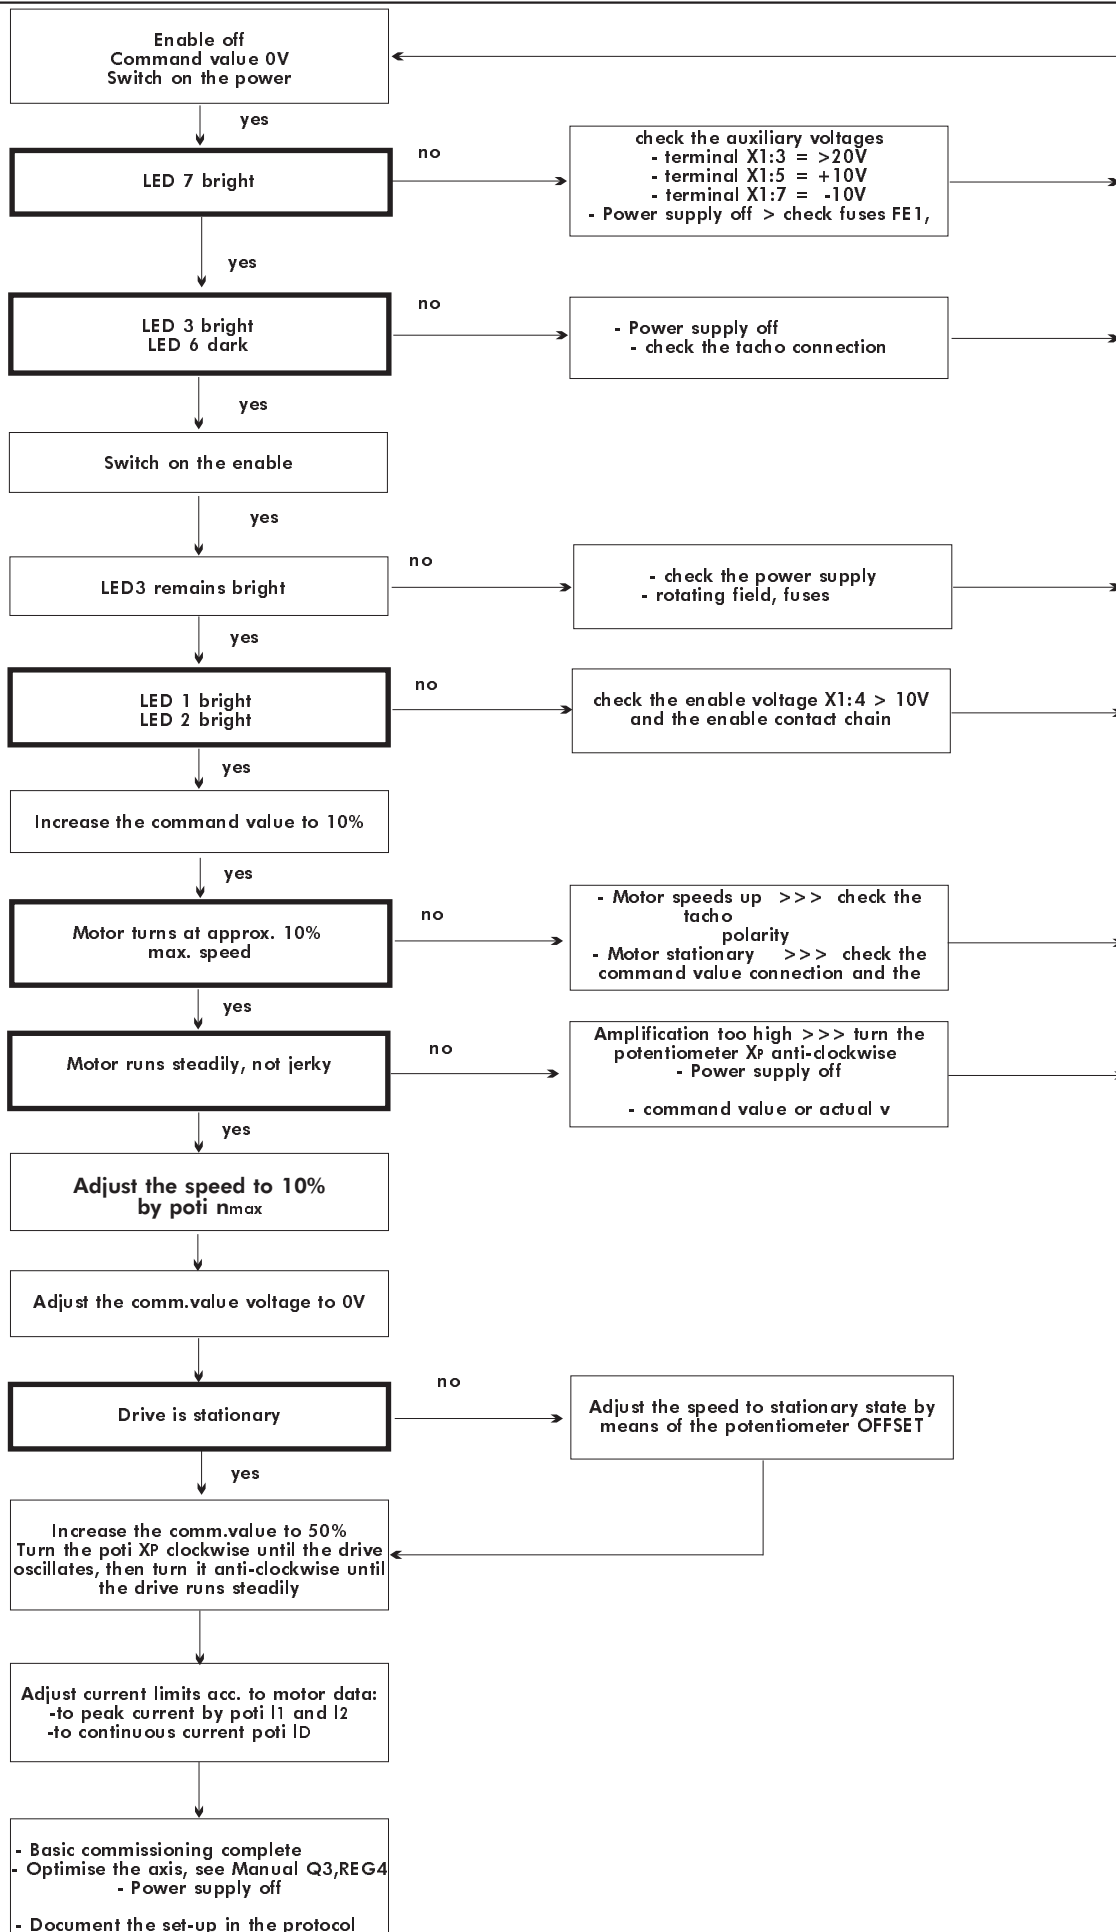 Enable off
Command value 0V
Switch on the power
yes
LED 7 bright
no
check the auxiliary voltages
- terminal X1:3 = >20V
- terminal X1:5 = +10V
- terminal X1:7 = -10V
- Power supply off > check fuses FE1,
yes
LED 3 bright
LED 6 dark
no
- Power supply off
- check the tacho connection
yes
Switch on the enable
yes
LED3 remains bright
no
- check the power supply
- rotating field, fuses
yes
LED 1 bright
LED 2 bright
no
check the enable voltage X1:4 > 10V
and the enable contact chain
yes
Increase the command value to 10%
yes
Motor turns at approx. 10%
max. speed
no
- Motor speeds up >>> check the
tacho
polarity
- Motor stationary >>> check the
command value connection and the
yes
Motor runs steadily, not jerky
no
Amplification too high >>> turn the
potentiometer XP anti-clockwise
- Power supply off
- command value or actual v
yes
Adjust the speed to 10%
by poti nmax
Adjust the comm.value voltage to 0V
Drive is stationary
no
Adjust the speed to stationary state by
means of the potentiometer OFFSET
yes
Increase the comm.value to 50%
Turn the poti XP clockwise until the drive
oscillates, then turn it anti-clockwise until
the drive runs steadily
Adjust current limits acc. to motor data:
-to peak current by poti I1 and I2
-to continuous current poti ID
- Basic commissioning complete
- Optimise the axis, see Manual Q3,REG4
- Power supply off
- Document the set-up in the protocol